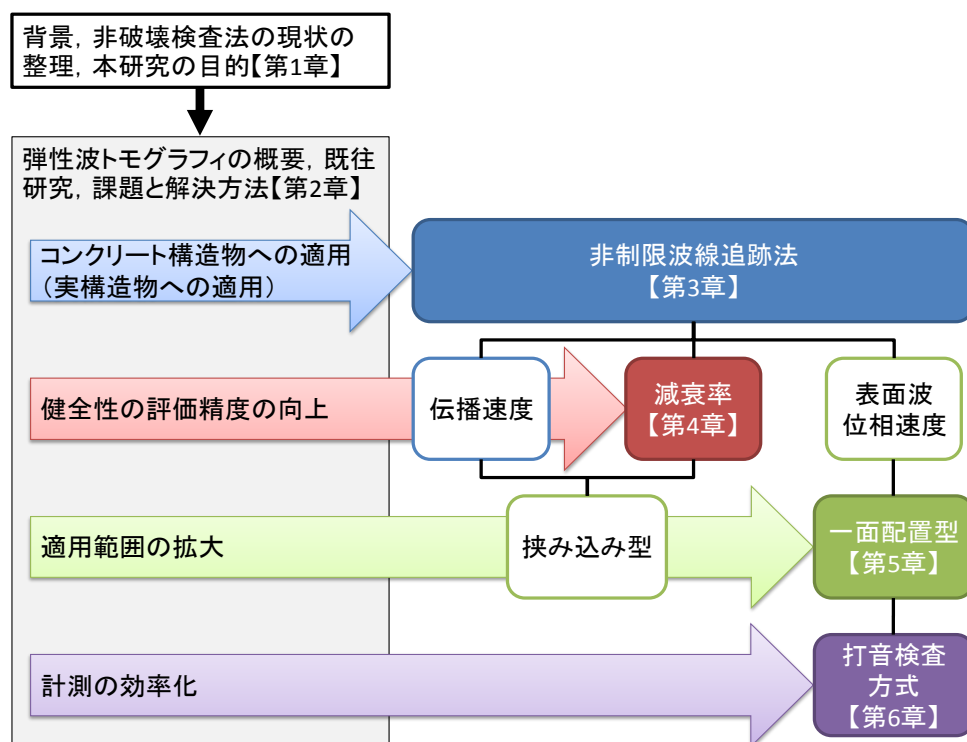 背景，非破壊検査法の現状の
整理，本研究の目的【第1章】
弾性波トモグラフィの概要，既往
研究，課題と解決方法【第2章】
コンクリート構造物への適用
（実構造物への適用）
非制限波線追跡法
【第3章】
健全性の評価精度の向上
伝播速度
減衰率
【第4章】
表面波
位相速度
適用範囲の拡大
挟み込み型
一面配置型
【第5章】
計測の効率化
打音検査
方式
【第6章】